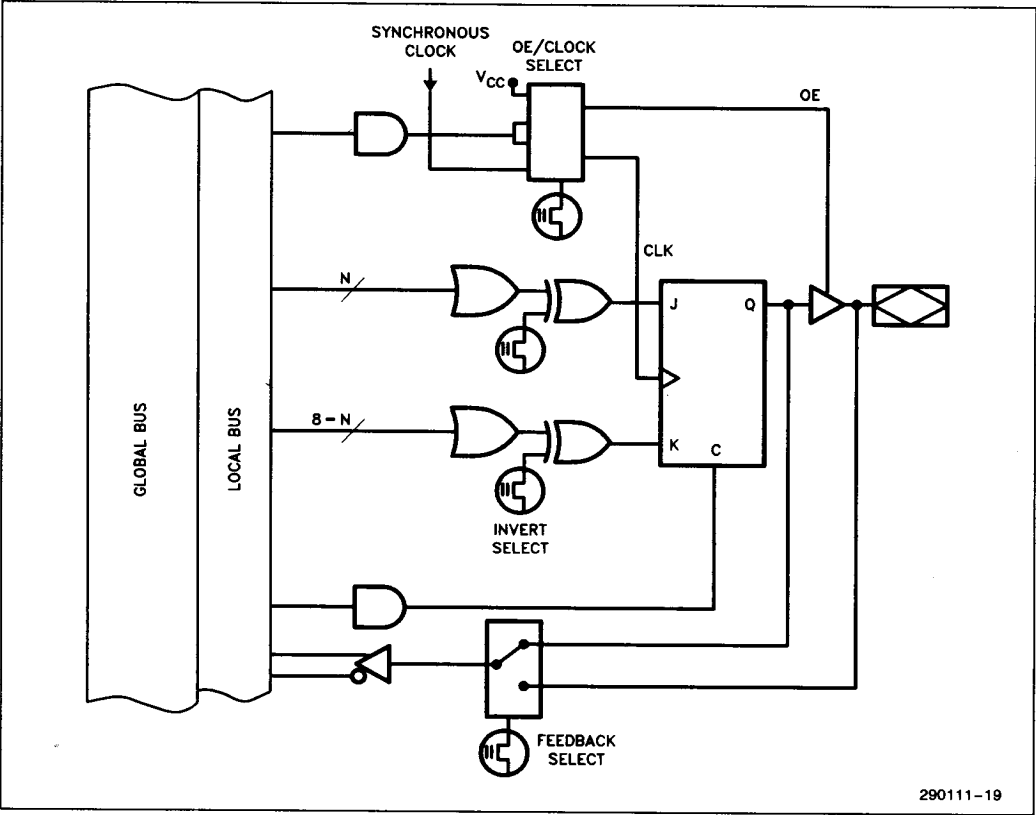 SYNCHRONOUS
CLOCK
OE/CLOCK
SELECT
VCC
OE
CLK
N
J
Q
8-N
K
C
GLOBAL BUS
LOCAL BUS
INVERT
SELECT
FEEDBACK
SELECT
290111-19